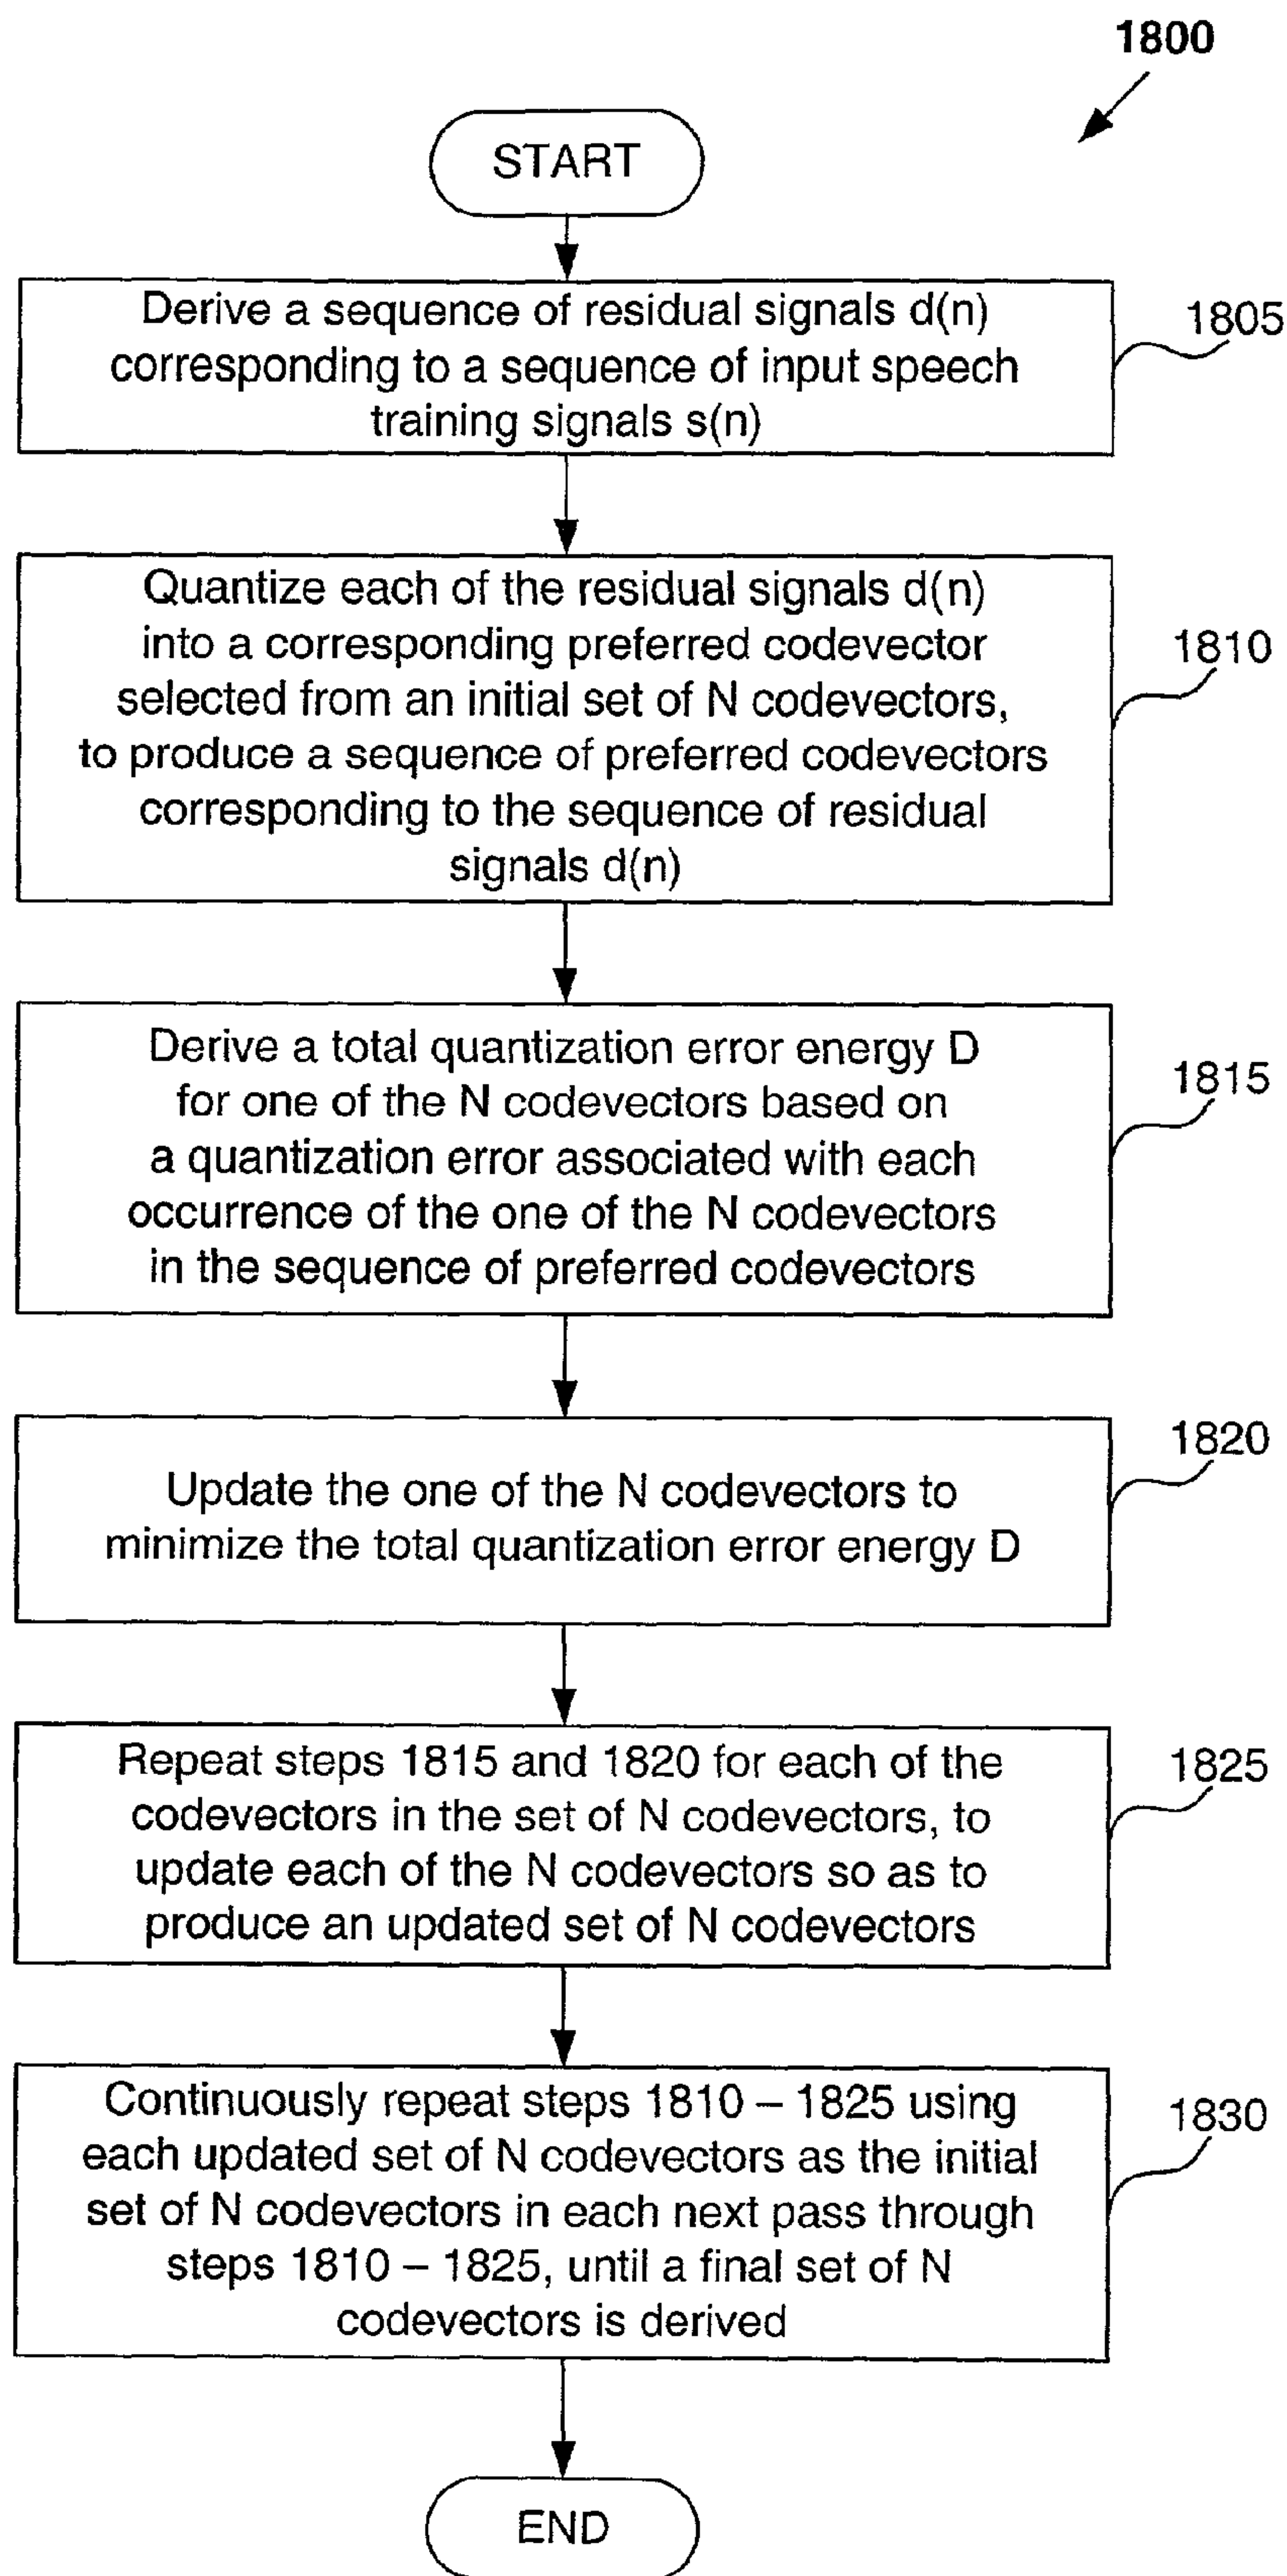 1800
START
Derive a sequence of residual signals d(n)
corresponding to a sequence of input speech
training signals s(n)
1805
Quantize each of the residual signals d(n)
into a corresponding preferred codevector
selected from an initial set of N codevectors,
to produce a sequence of preferred codevectors
corresponding to the sequence of residual
signals d(n)
1810
Derive a total quantization error energy D
for one of the N codevectors based on
a quantization error associated with each
occurrence of the one of the N codevectors
in the sequence of preferred codevectors
1815
Update the one of the N codevectors to
minimize the total quantization error energy D
1820
Repeat steps 1815 and 1820 for each of the
codevectors in the set of N codevectors, to
update each of the N codevectors so as to
produce an updated set of N codevectors
1825
Continuously repeat steps 1810 – 1825 using
each updated set of N codevectors as the initial
set of N codevectors in each next pass through
steps 1810 – 1825, until a final set of N
codevectors is derived
1830
END